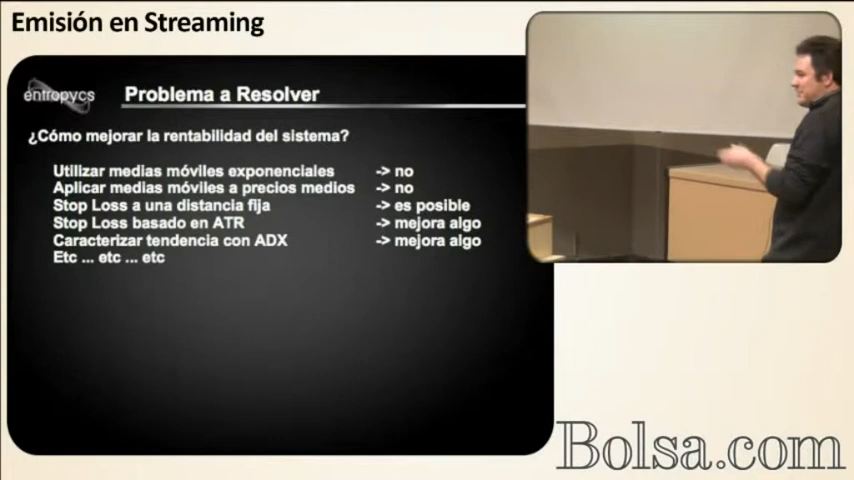 Emisión en Streaming
entropycs
Problema a Resolver
¿Cómo mejorar la rentabilidad del sistema?
Utilizar medias móviles exponenciales -> no
Aplicar medias móviles a precios medios -> no
Stop Loss a una distancia fija -> es posible
Stop Loss basado en ATR -> mejora algo
Caracterizar tendencia con ADX -> mejora algo
Etc ... etc ... etc
Bolsa.com